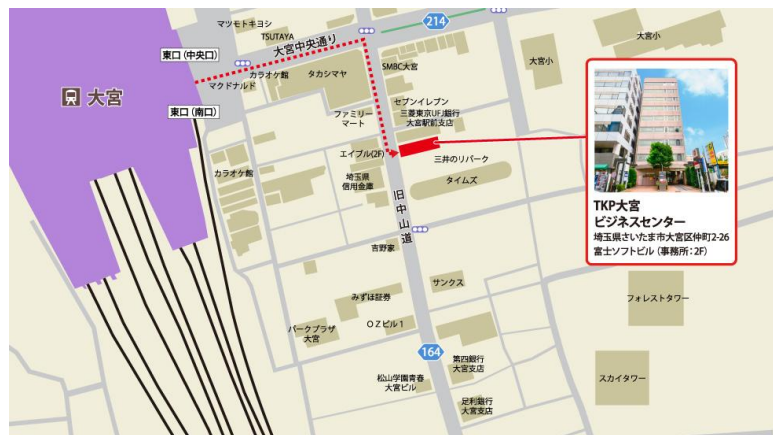 マツモトキヨシ
TSUTAYA
214
大宮小
大宮小
東口(中央口)
大宮中央通り
SMBC大宮
カラオケ館
タカシマヤ
マクドナルド
大宮
東口(南口)
セブンイレブン
三菱東京UFJ銀行
大宮駅前支店
ファミリー
マート
エイブル(2F)
三井のリパーク
カラオケ館
埼玉県
信用金庫
タイムズ
旧中山道
TKP大宮
ビジネスセンター
埼玉県さいたま市大宮区仲町2-26
富士ソフトビル(事務所:2F)
吉野家
サンクス
みずほ証券
フォレストタワー
パークプラザ
大宮
OZビル1
164
第四銀行
大宮支店
松山学園青春
大宮ビル
スカイタワー
足利銀行
大宮支店